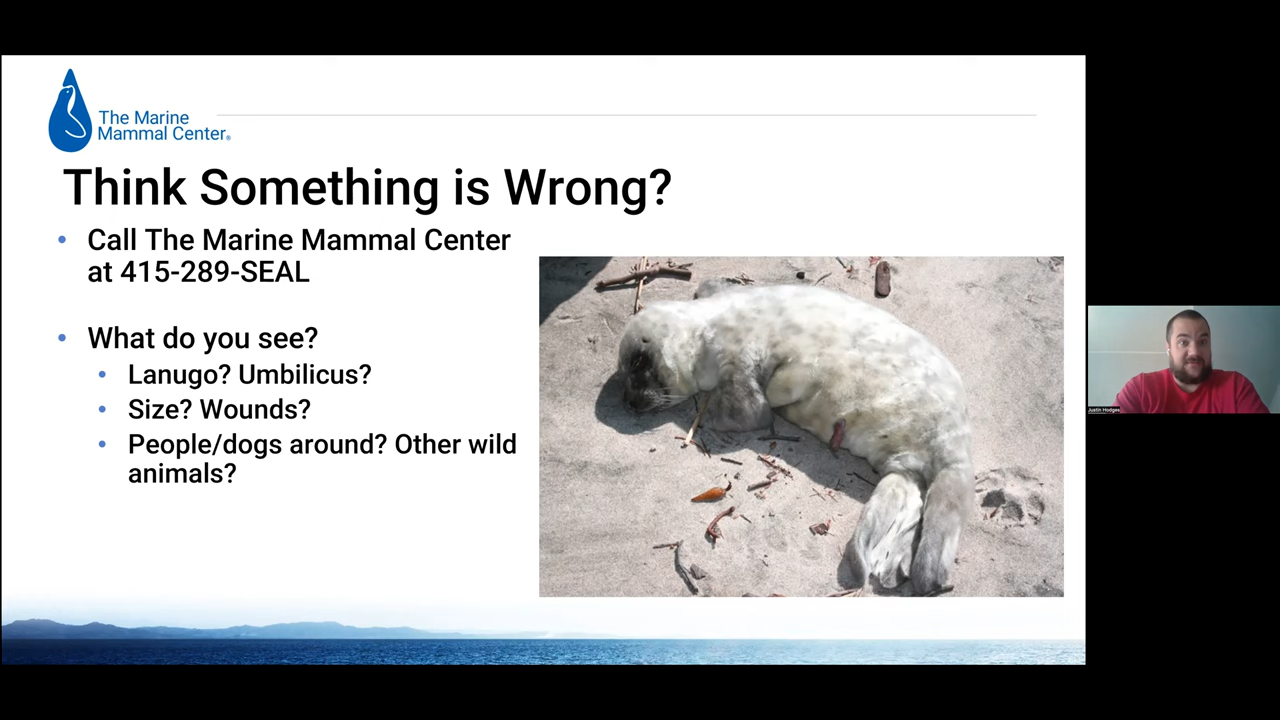 The Marine
Mammal Center®
Think Something is Wrong?
• Call The Marine Mammal Center
at 415-289-SEAL
• What do you see?
• Lanugo? Umbilicus?
• Size? Wounds?
• People/dogs around? Other wild
animals?
Justin Hodges